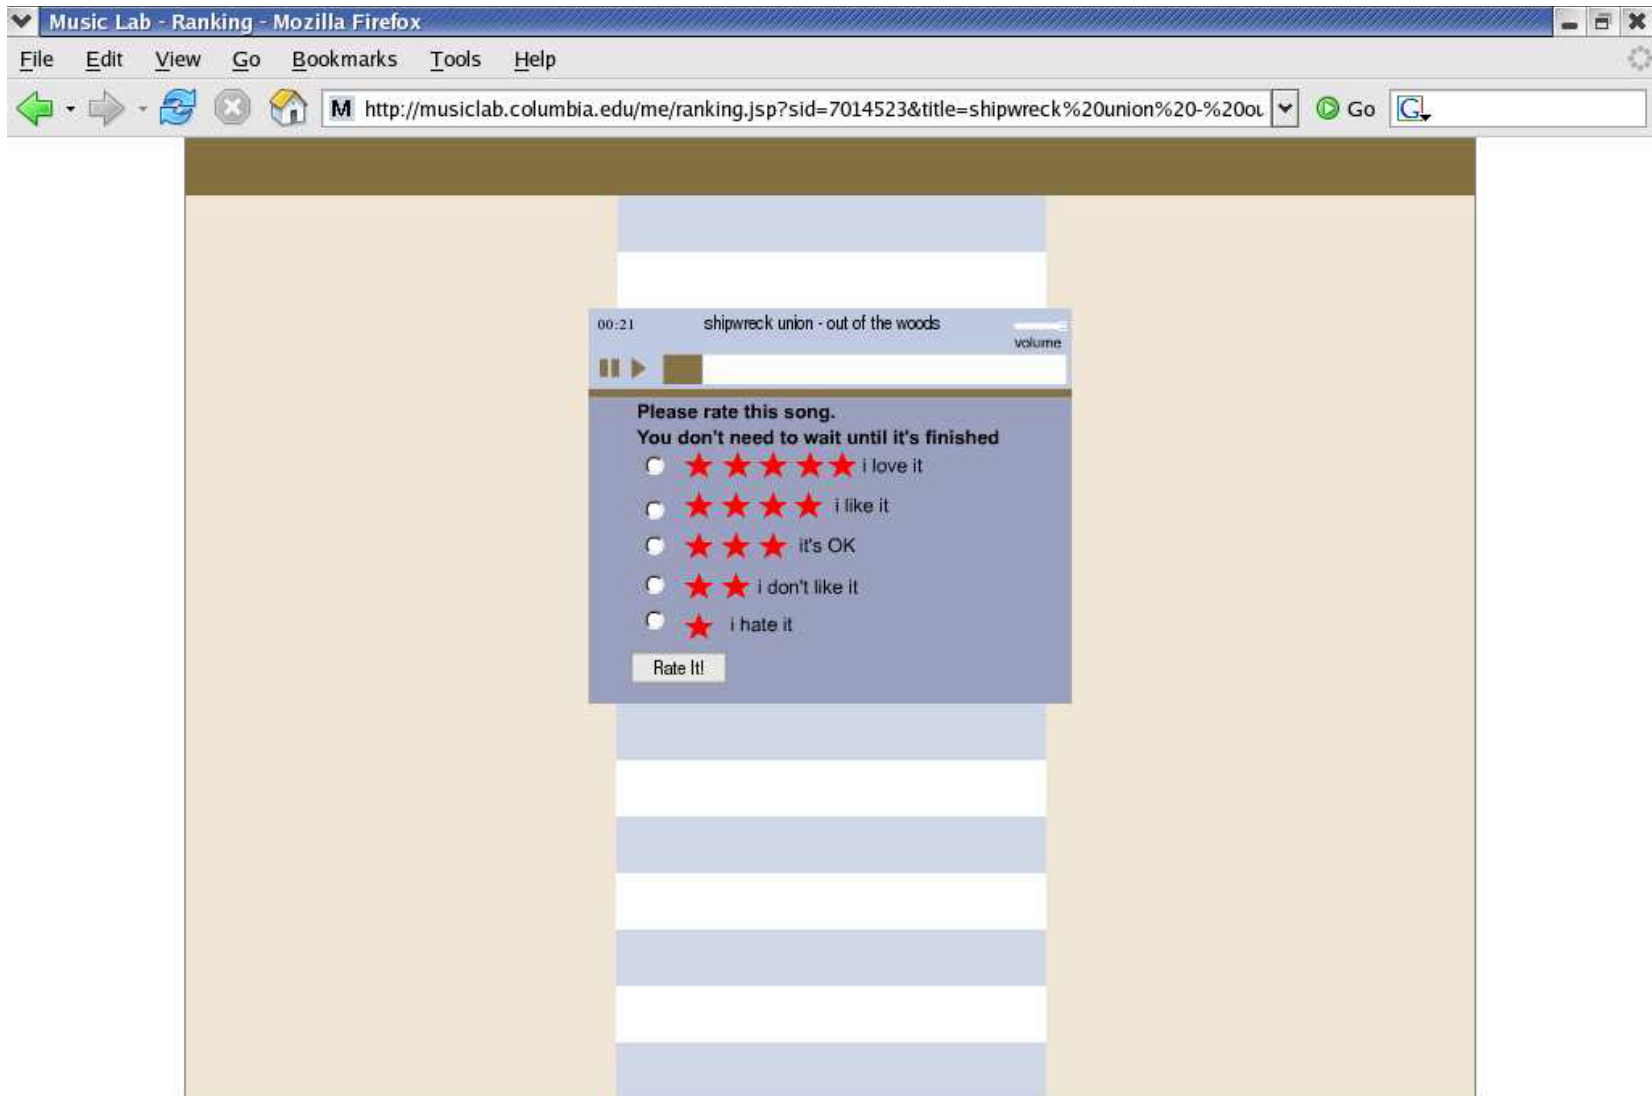 Music Lab - Ranking - Mozilla Firefox
File Edit View Go Bookmarks Tools Help
M http://musiclab.columbia.edu/me/ranking.jsp?sid=7014523&title=shipwreck%20union%20-%20ou Go G
00:21 shipwreck union - out of the woods
volume
Please rate this song.
You don't need to wait until it's finished
i love it
i like it
it's OK
i don't like it
i hate it
Rate It!